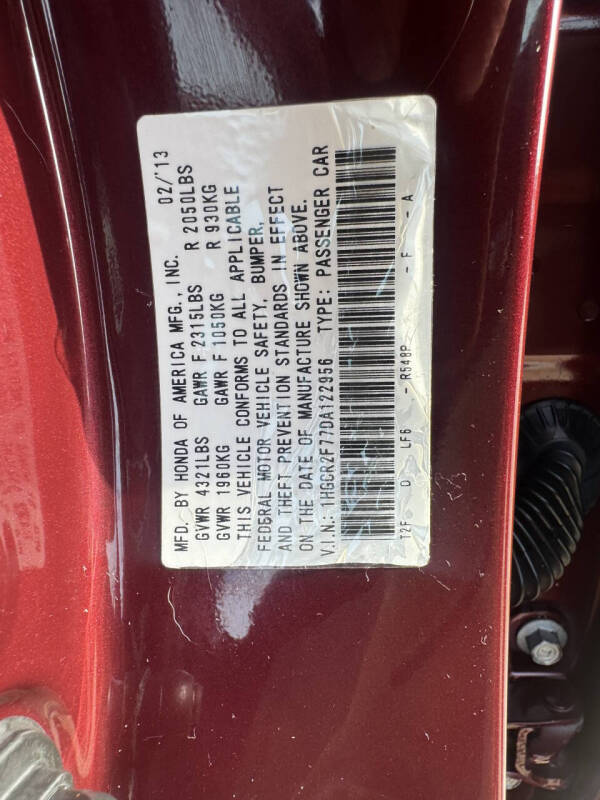 MFD. BY HONDA OF AMERICA MFG., INC. 02/'13
GVWR 4321LBS GAWR F 2315LBS R 2050LBS
GVWR 1960KG GAWR F 1050KG R 930KG
THIS VEHICLE CONFORMS TO ALL APPLICABLE
FEDERAL MOTOR VEHICLE SAFETY, BUMPER,
AND THEFT PREVENTION STANDARDS IN EFFECT
ON THE DATE OF MANUFACTURE SHOWN ABOVE.
V.I.N.: 1HGCR2F77DA122956 TYPE: PASSENGER CAR
T2F D LF6 - R548P - F - A